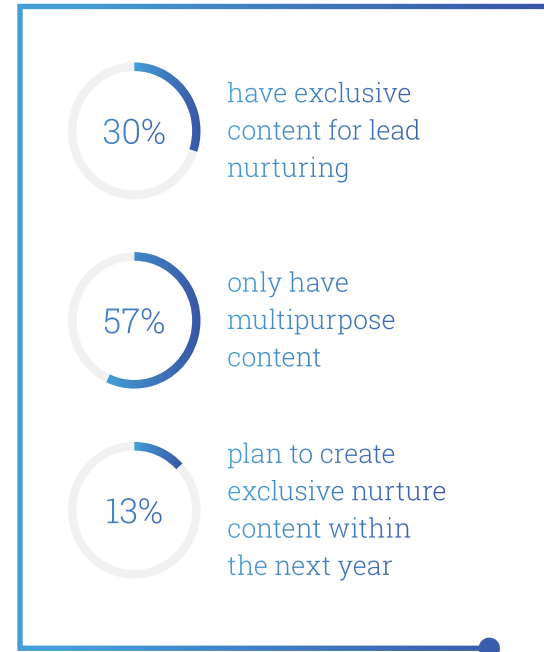 30%
have exclusive
content for lead
nurturing
57%
only have
multipurpose
content
13%
plan to create
exclusive nurture
content within
the next year